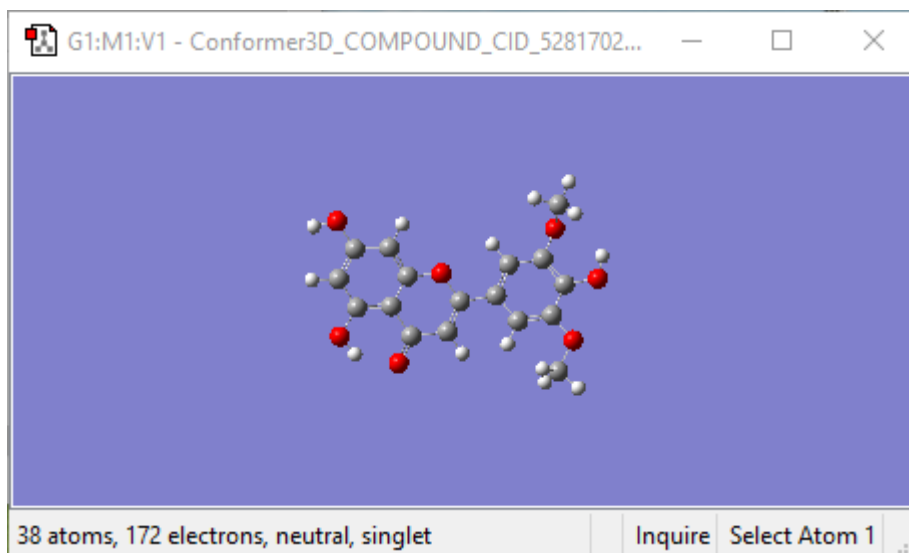 G1:M1:V1 - Conformer3D_COMPOUND_CID_5281702...
38 atoms, 172 electrons, neutral, singlet
Inquire
Select Atom 1